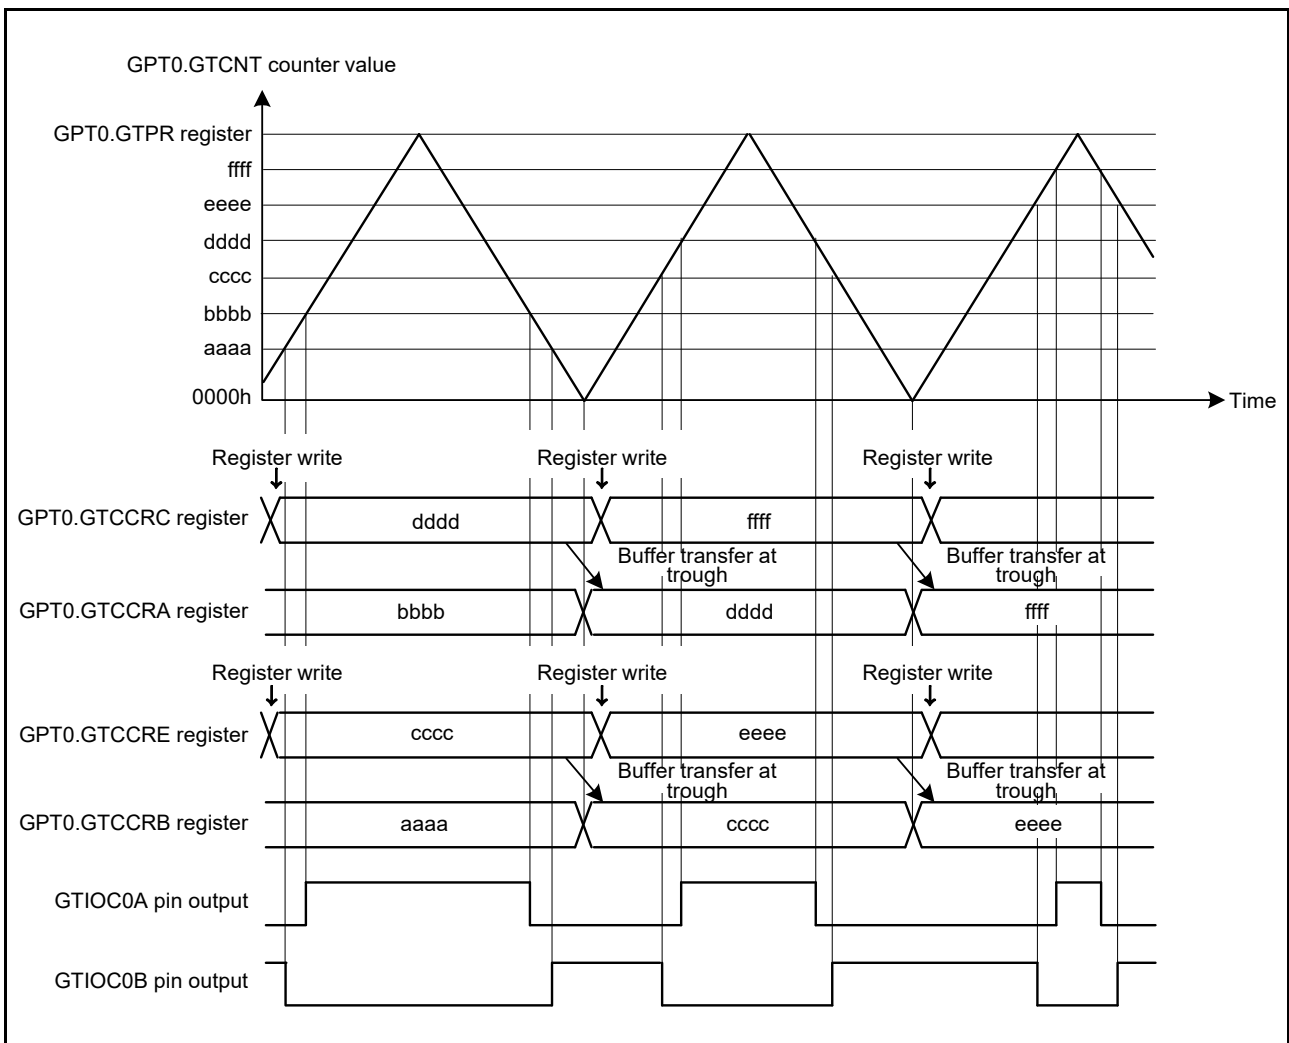 GPT0.GTCNT counter value
GPT0.GTPR register
ffff
eeee
dddd
cccc
bbbb
aaaa
0000h
Time
Register write
Register write
Register write
GPT0.GTCCRC register
dddd
ffff
Buffer transfer at
trough
Buffer transfer at
trough
GPT0.GTCCRA register
bbbb
dddd
ffff
Register write
Register write
Register write
GPT0.GTCCRE register
cccc
eeee
Buffer transfer at
trough
Buffer transfer at
trough
GPT0.GTCCRB register
aaaa
cccc
eeee
GTIOC0A pin output
GTIOC0B pin output